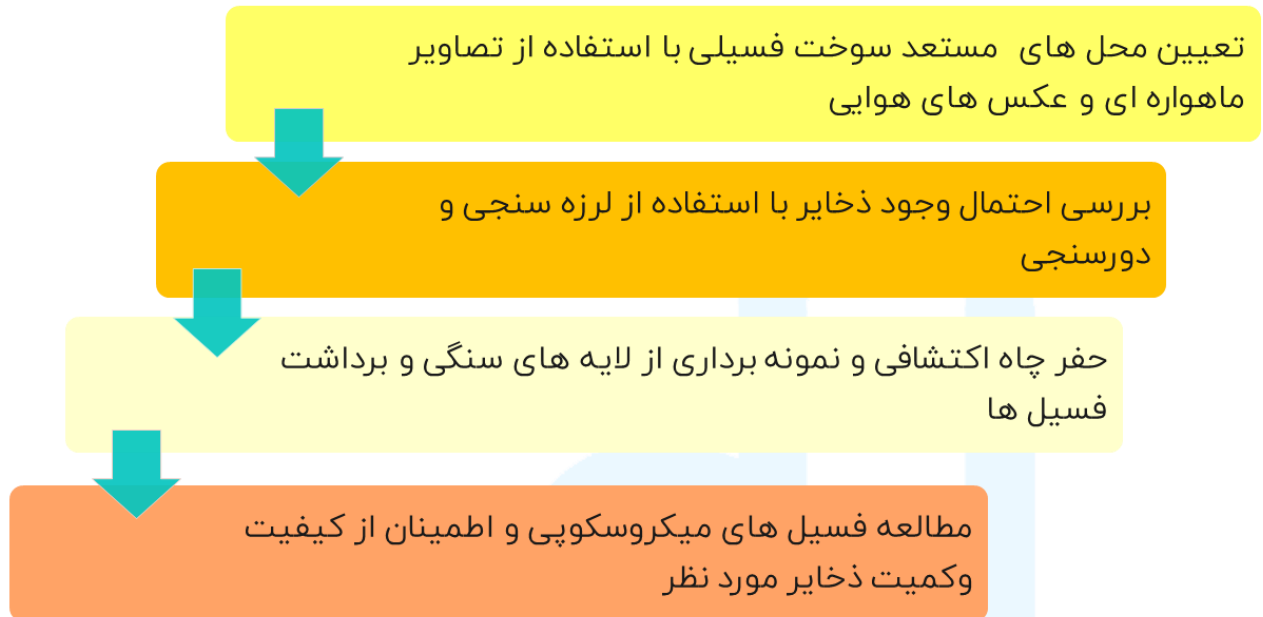 تعیین محل های  مستعد سوخت فسیلی با استفاده از تصاویر
ماهواره ای و عکس های هوایی
بررسی احتمال وجود ذخایر با استفاده از لرزه سنجی و
دورسنجی
حفر چاه اکتشافی و نمونه برداری از لایه های سنگی و برداشت
فسیل ها
مطالعه فسیل های میکروسکوپی و اطمینان از کیفیت
وکمیت ذخایر مورد نظر